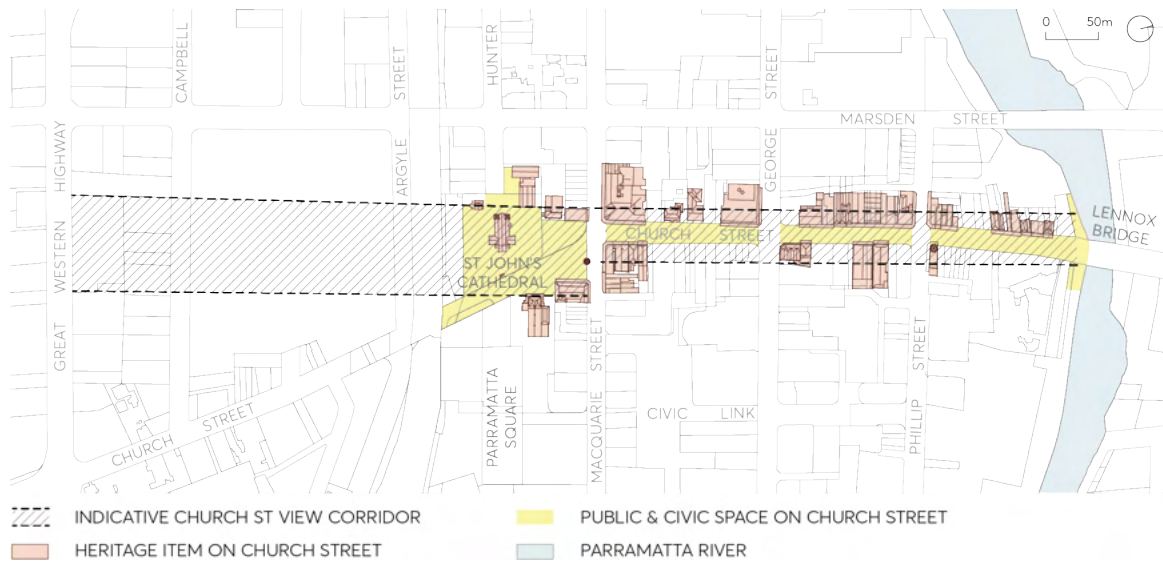 0 50m
CAMPBELL
STREET
HUNTER
STREET
MARSDEN STREET
HIGHWAY
ARGYLE
GEORGE
LENNOX
BRIDGE
CHURCH STREET
WESTERN
ST JOHN'S
CATHEDRAL
GREAT
STREET
STREET
PARRAMATTA
SQUARE
CIVIC LINK
CHURCH STREET
MACQUARIE
PHILLIP
INDICATIVE CHURCH ST VIEW CORRIDOR
PUBLIC & CIVIC SPACE ON CHURCH STREET
HERITAGE ITEM ON CHURCH STREET
PARRAMATTA RIVER